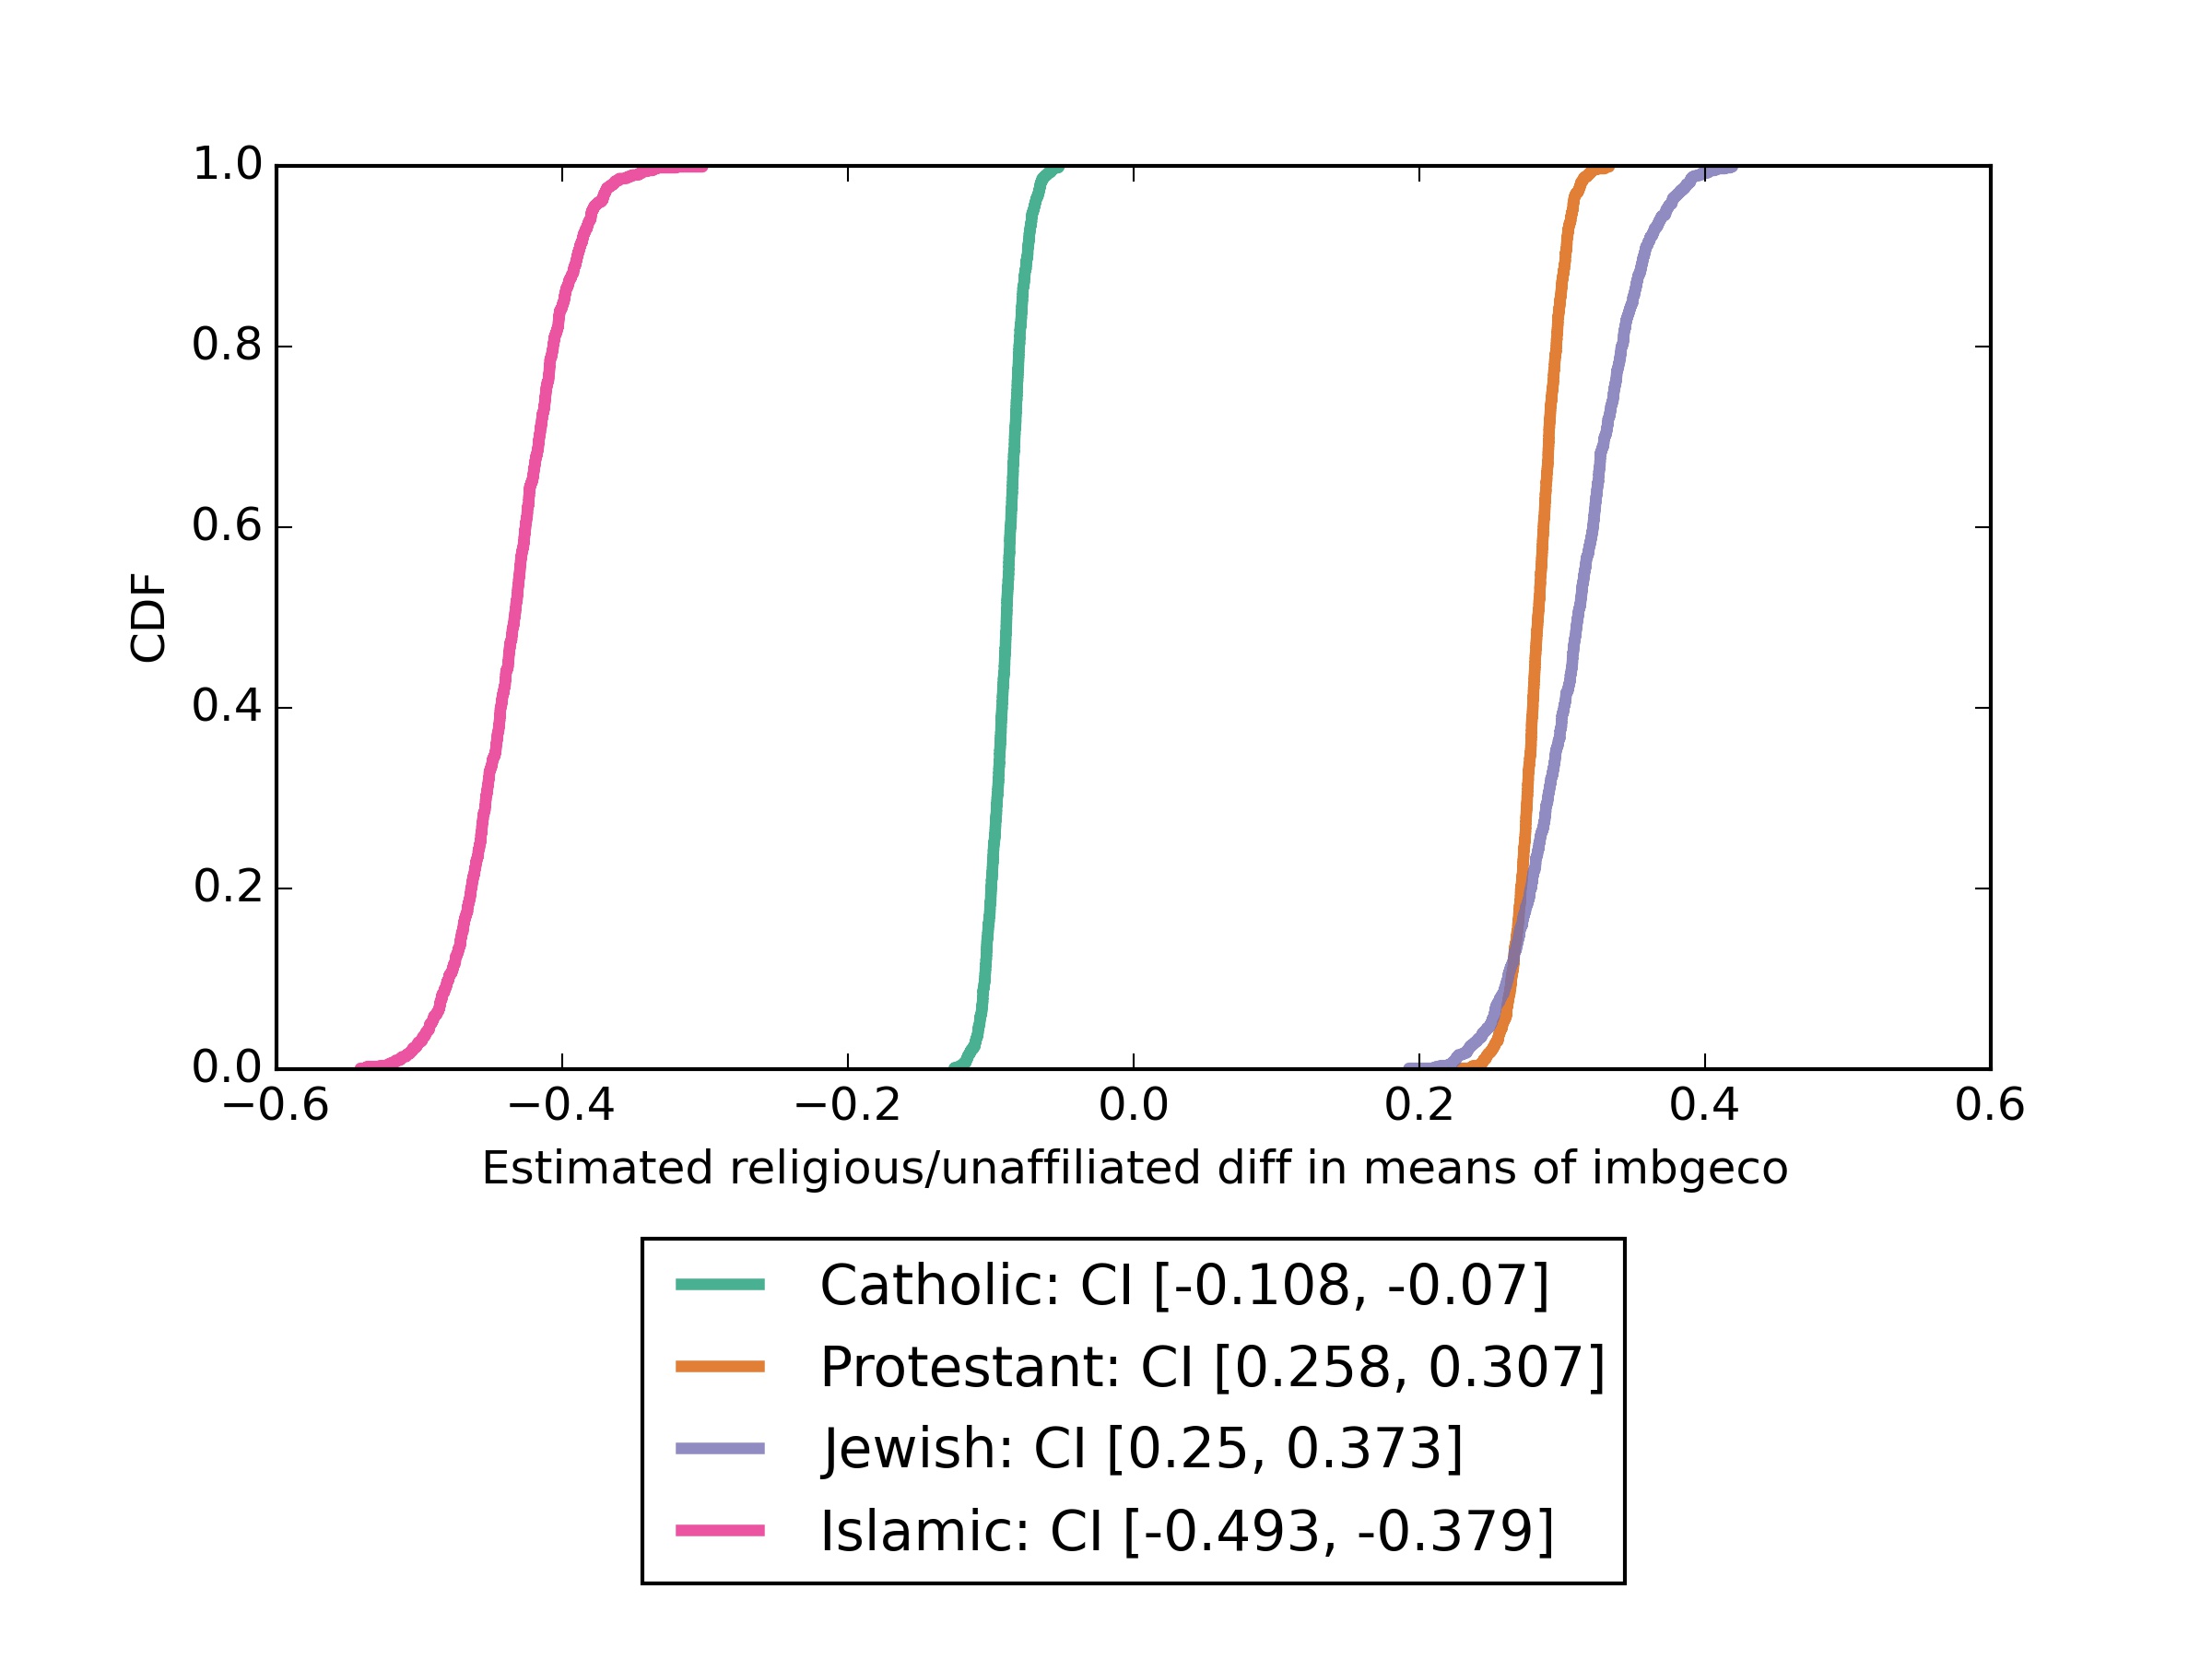 1.0
0.8
0.6
0.4
0.2
0.0
CDF
−0.6 −0.4 −0.2 0.0 0.2 0.4 0.6
Estimated religious/unaffiliated diff in means of imbgeco
Catholic: CI [-0.108, -0.07]
Protestant: CI [0.258, 0.307]
Jewish: CI [0.25, 0.373]
Islamic: CI [-0.493, -0.379]